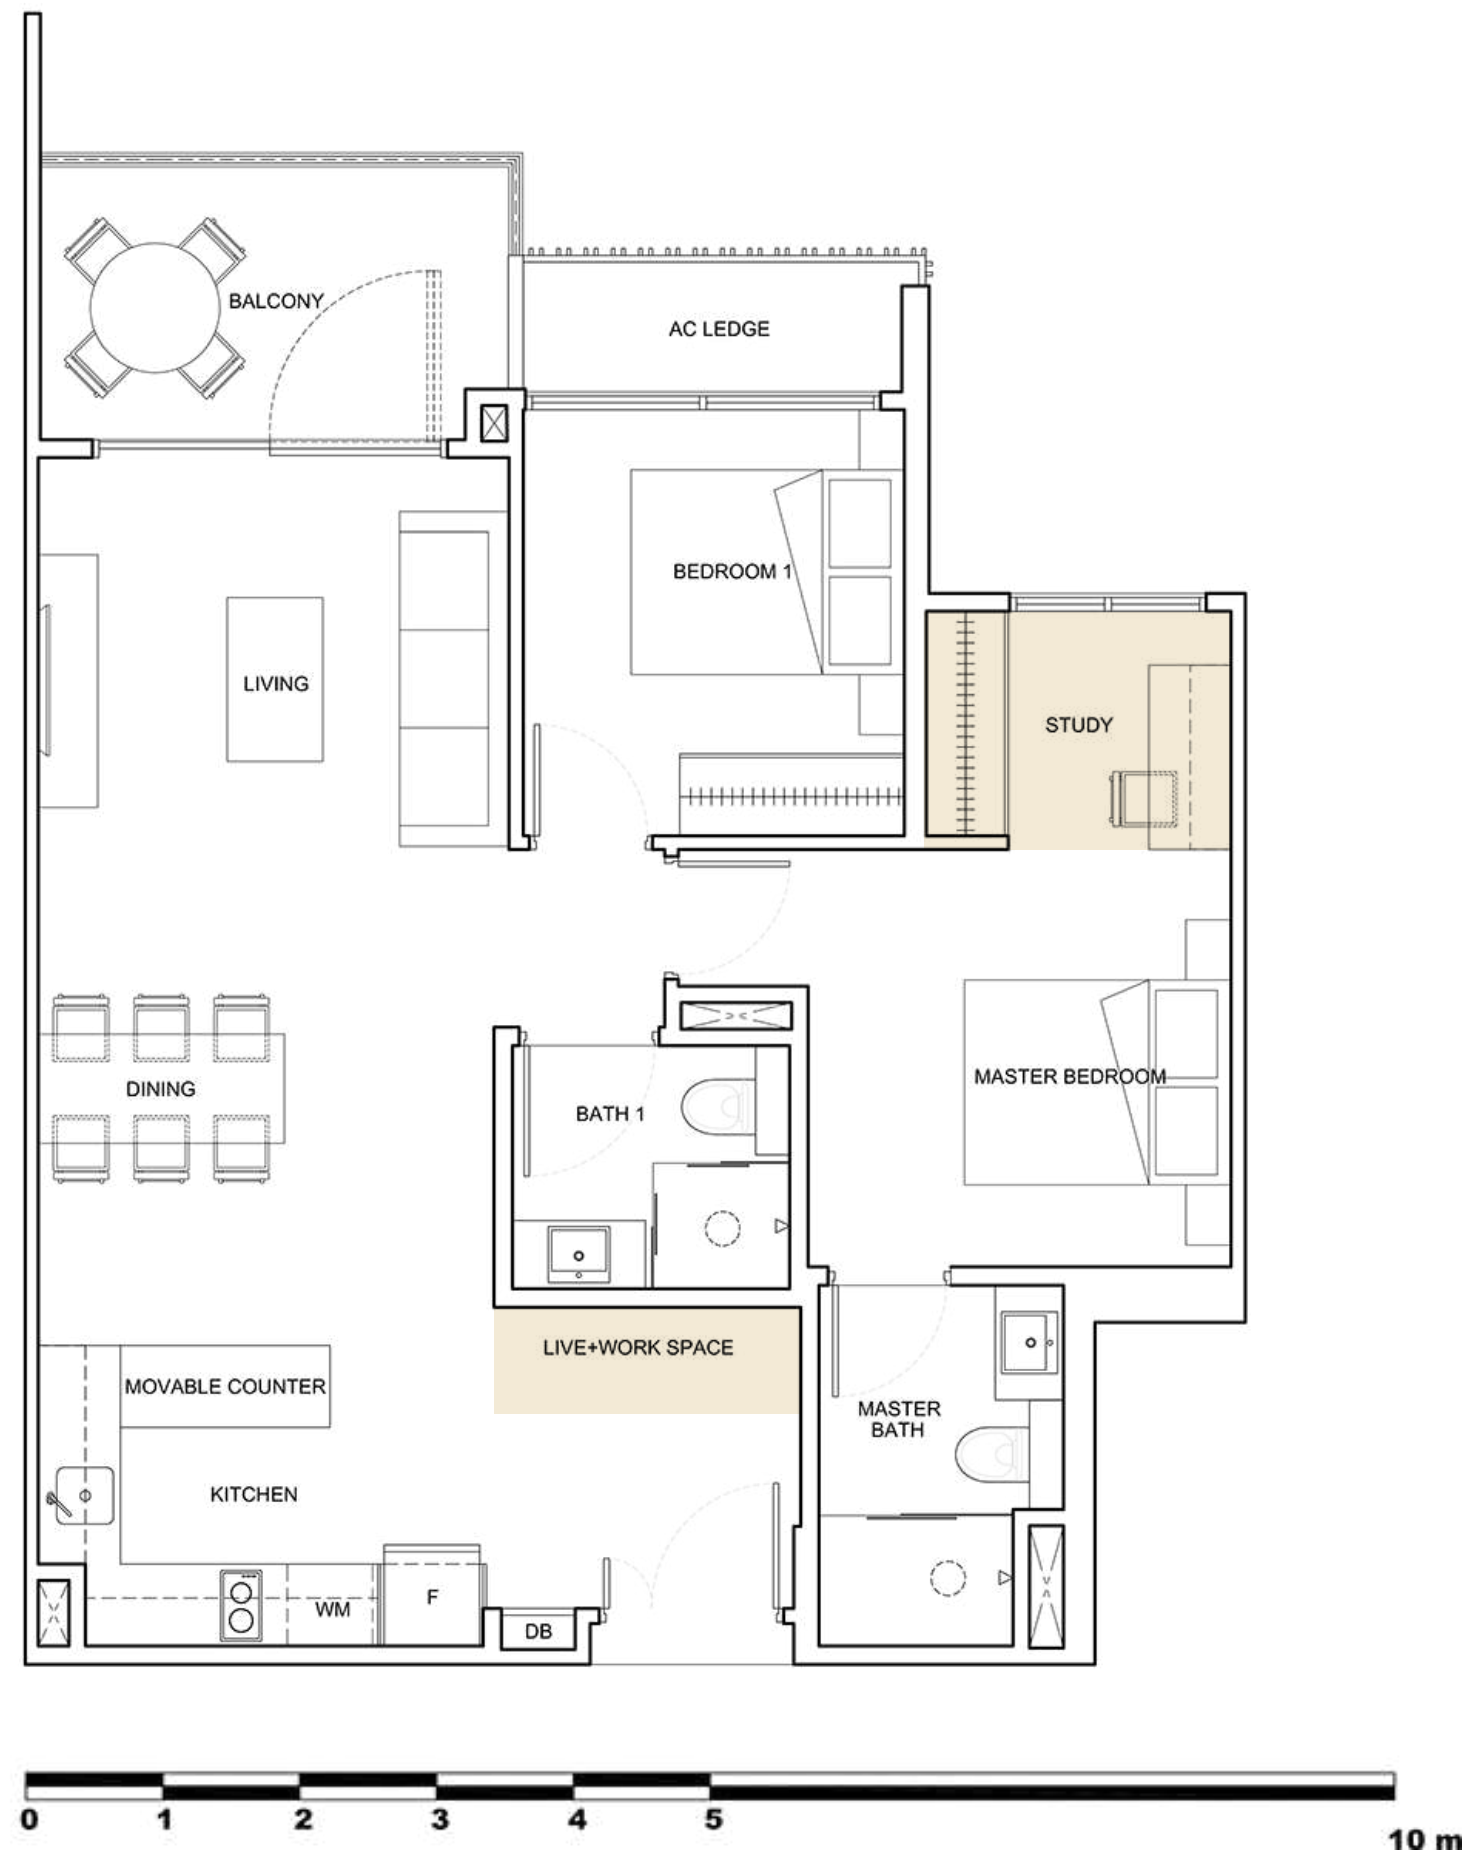 BALCONY
AC LEDGE
BEDROOM 1
LIVING
STUDY
MASTER BEDROOM
DINING
BATH 1
LIVE+WORK SPACE
MOVABLE COUNTER
MASTER
BATH
KITCHEN
F
WM
DB
0 1 2 3 4 5
10 m